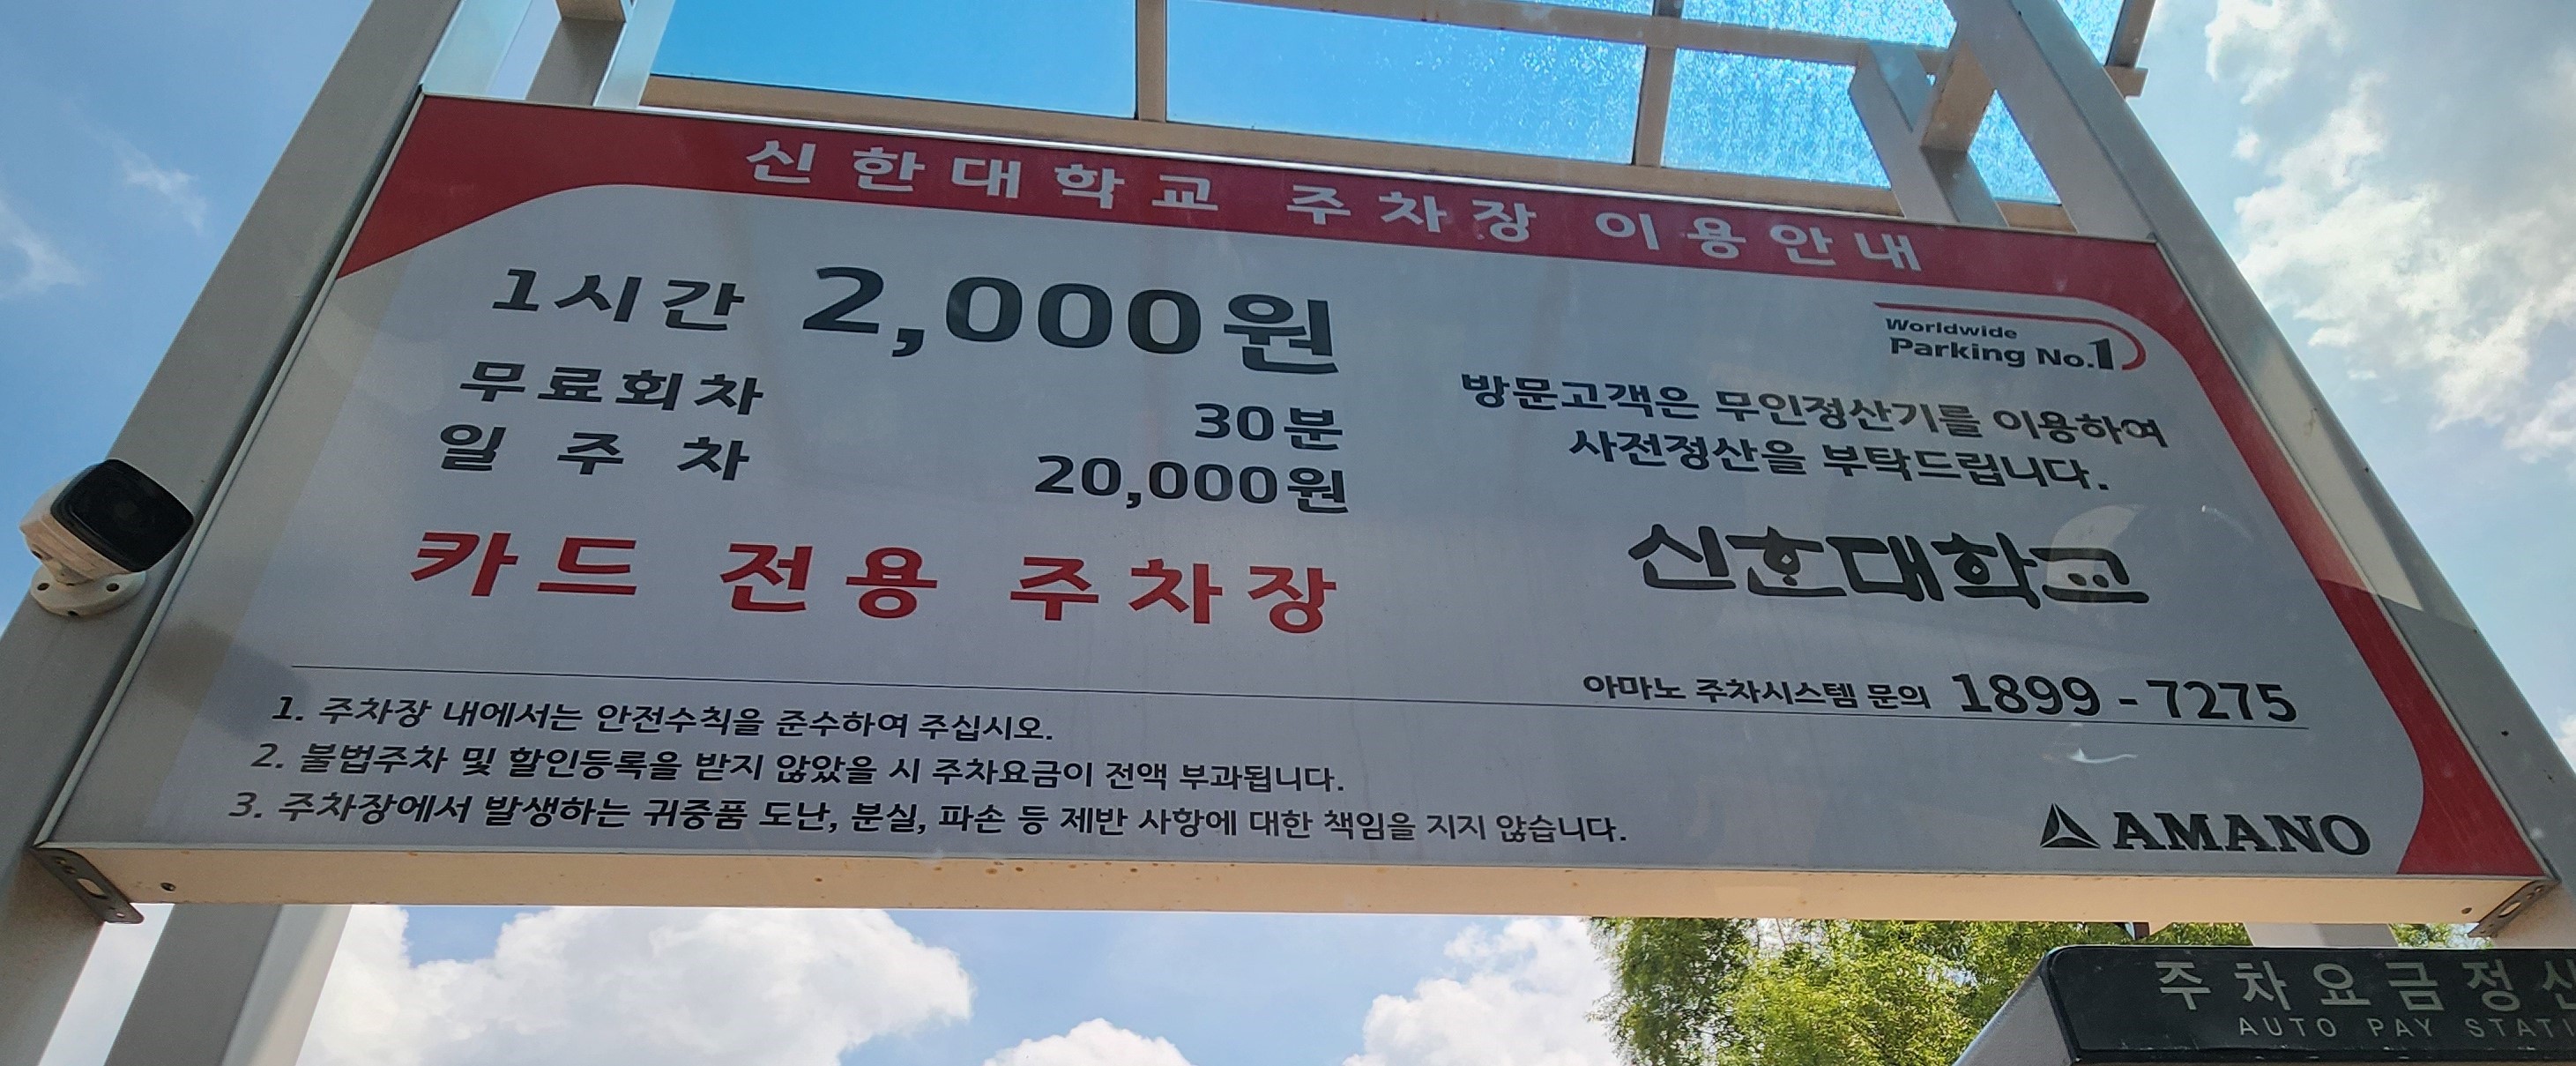 신한대학교 주차장 이용안내
1시간 2,000원
무료회차 30분
일 주 차 20,000원
카드 전용 주차장
Worldwide
Parking No.1
방문고객은 무인정산기를 이용하여
사전정산을 부탁드립니다.
신한대학교
아마노 주차시스템 문의 1899-7275
1. 주차장 내에서는 안전수칙을 준수하여 주십시오.
2. 불법주차 및 할인등록을 받지 않았을 시 주차요금이 전액 부과됩니다.
3. 주차장에서 발생하는 귀중품 도난, 분실, 파손 등 제반 사항에 대한 책임을 지지 않습니다.
AMANO
주차요금정산
AUTO PAY STATI